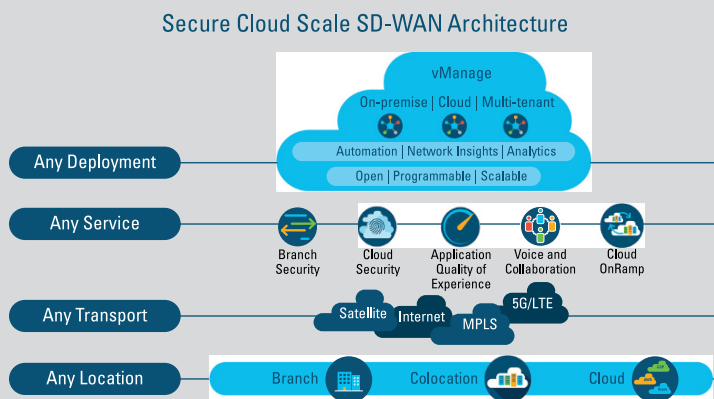 Secure Cloud Scale SD-WAN Architecture
vManage
On-premise | Cloud | Multi-tenant
Automation | Network Insights | Analytics
Open | Programmable | Scalable
Any Deployment
Any Service
Branch Security
Cloud Security
Application Quality of Experience
Voice and Collaboration
Cloud OnRamp
Any Transport
Satellite
Internet
MPLS
5G/LTE
Any Location
Branch
Colocation
Cloud